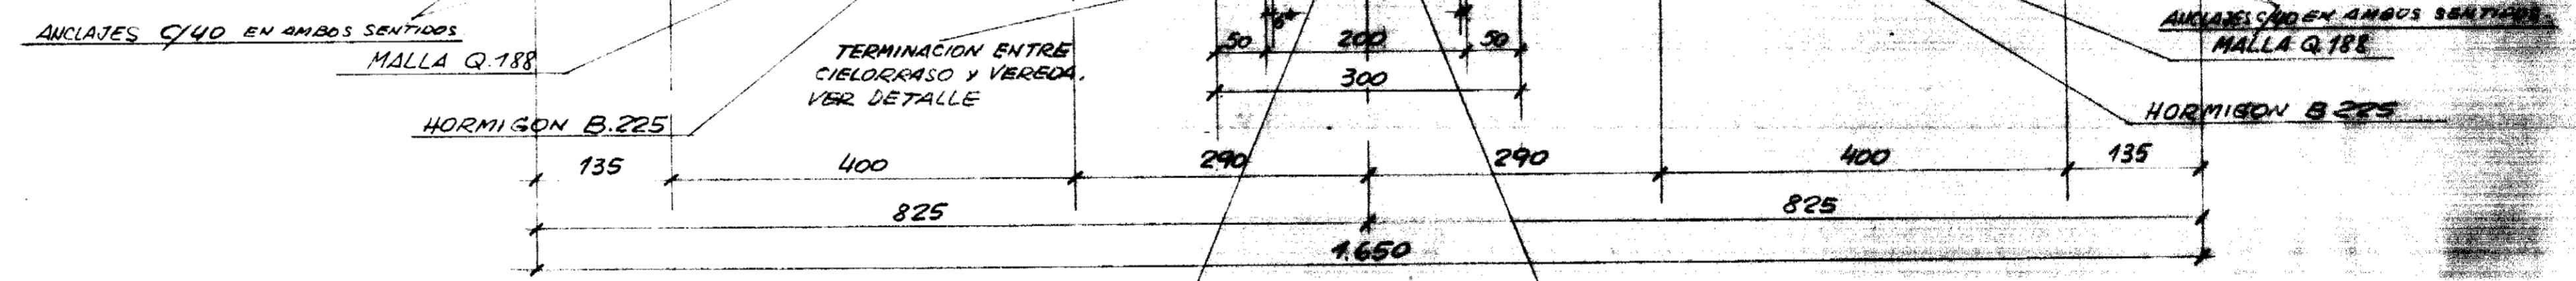 ANCLAJES C/40 EN AMBOS SENTIDOS
MALLA Q.188
HORMIGON B.225
TERMINACION ENTRE
CIELORRASO Y VEREDA.
VER DETALLE
50 200 50
300
ANCLAJES C/40 EN AMBOS SENTIDOS
MALLA Q.188
HORMIGON B 225
135 400 290 290 400 135
825 825
1.650